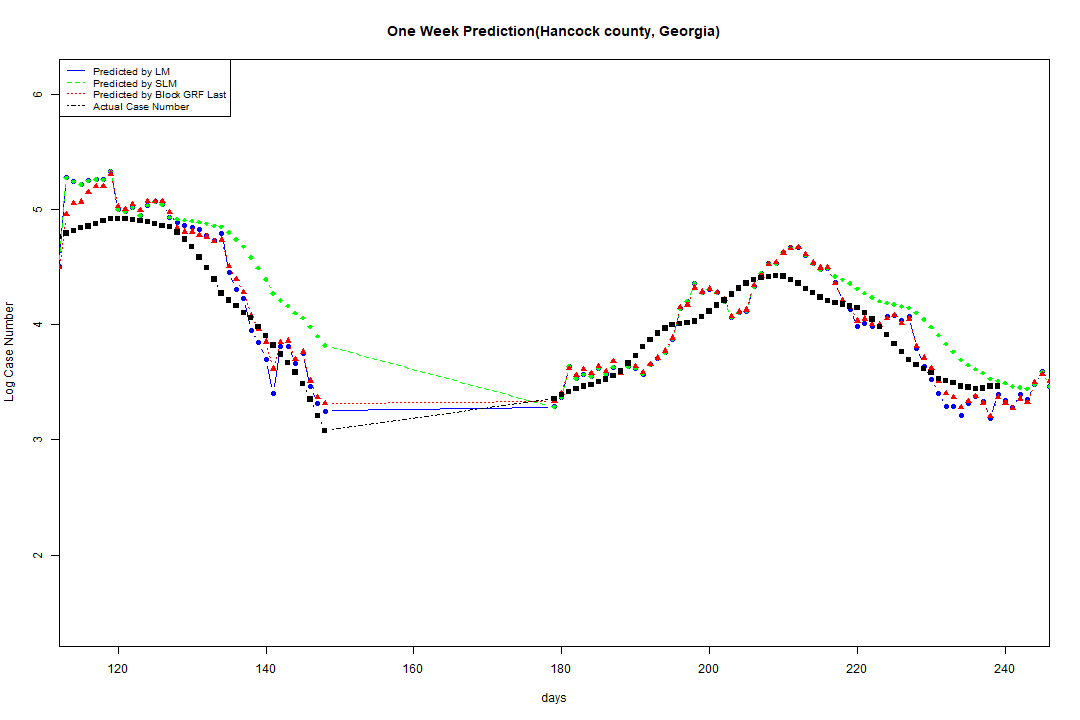 One Week Prediction(Hancock county, Georgia)
Predicted by LM
Predicted by SLM
Predicted by Block GRF Last
Actual Case Number
6
5
4
3
2
Log Case Number
120 140 160 180 200 220 240
days